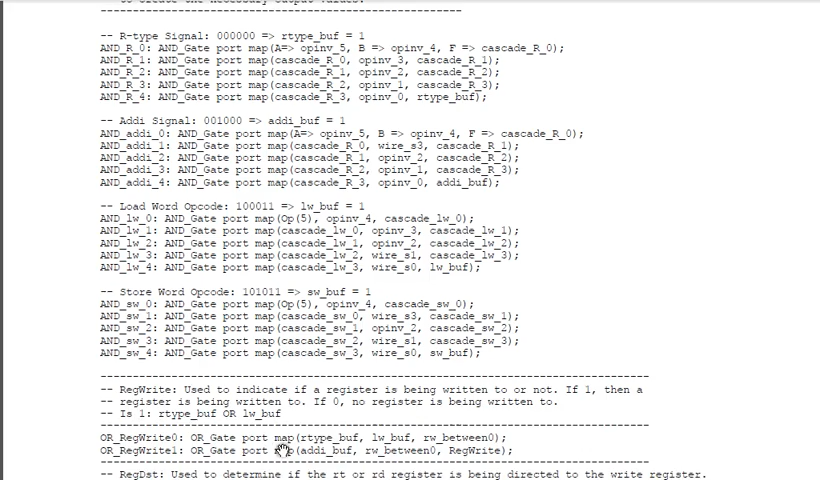 -- to create the necessary output values.
-----------------------------------------------------------
-- R-type Signal: 000000 => rtype_buf = 1
AND_R_0: AND_Gate port map(A=> opinv_5, B => opinv_4, F => cascade_R_0);
AND_R_1: AND_Gate port map(cascade_R_0, opinv_3, cascade_R_1);
AND_R_2: AND_Gate port map(cascade_R_1, opinv_2, cascade_R_2);
AND_R_3: AND_Gate port map(cascade_R_2, opinv_1, cascade_R_3);
AND_R_4: AND_Gate port map(cascade_R_3, opinv_0, rtype_buf);
-- Addi Signal: 001000 => addi_buf = 1
AND_addi_0: AND_Gate port map(A=> opinv_5, B => opinv_4, F => cascade_R_0);
AND_addi_1: AND_Gate port map(cascade_R_0, wire_s3, cascade_R_1);
AND_addi_2: AND_Gate port map(cascade_R_1, opinv_2, cascade_R_2);
AND_addi_3: AND_Gate port map(cascade_R_2, opinv_1, cascade_R_3);
AND_addi_4: AND_Gate port map(cascade_R_3, opinv_0, addi_buf);
-- Load Word Opcode: 100011 => lw_buf = 1
AND_lw_0: AND_Gate port map(Op(5), opinv_4, cascade_lw_0);
AND_lw_1: AND_Gate port map(cascade_lw_0, opinv_3, cascade_lw_1);
AND_lw_2: AND_Gate port map(cascade_lw_1, opinv_2, cascade_lw_2);
AND_lw_3: AND_Gate port map(cascade_lw_2, wire_s1, cascade_lw_3);
AND_lw_4: AND_Gate port map(cascade_lw_3, wire_s0, lw_buf);
-- Store Word Opcode: 101011 => sw_buf = 1
AND_sw_0: AND_Gate port map(Op(5), opinv_4, cascade_sw_0);
AND_sw_1: AND_Gate port map(cascade_sw_0, wire_s3, cascade_sw_1);
AND_sw_2: AND_Gate port map(cascade_sw_1, opinv_2, cascade_sw_2);
AND_sw_3: AND_Gate port map(cascade_sw_2, wire_s1, cascade_sw_3);
AND_sw_4: AND_Gate port map(cascade_sw_3, wire_s0, sw_buf);
------------------------------------------------------------------------------------
-- RegWrite: Used to indicate if a register is being written to or not. If 1, then a
-- register is being written to. If 0, no register is being written to.
-- Is 1: rtype_buf OR lw_buf
------------------------------------------------------------------------------------
OR_RegWrite0: OR_Gate port map(rtype_buf, lw_buf, rw_between0);
OR_RegWrite1: OR_Gate port map(addi_buf, rw_between0, RegWrite);
------------------------------------------------------------------------------------
-- RegDst: Used to determine if the rt or rd register is being directed to the write register.